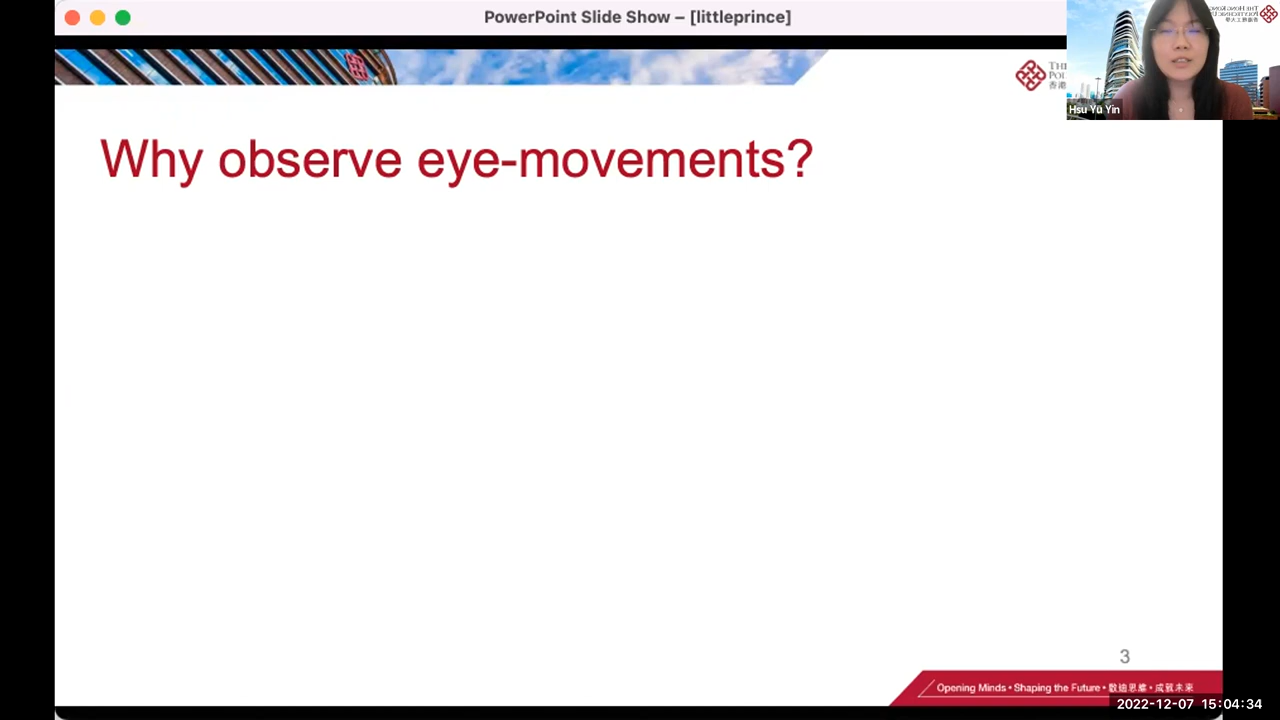 PowerPoint Slide Show – [littleprince]
Hsu Yu Yin
Why observe eye-movements?
3
Opening Minds • Shaping the Future • 啟迪思維 • 成就未來
2022-12-07 15:04:34